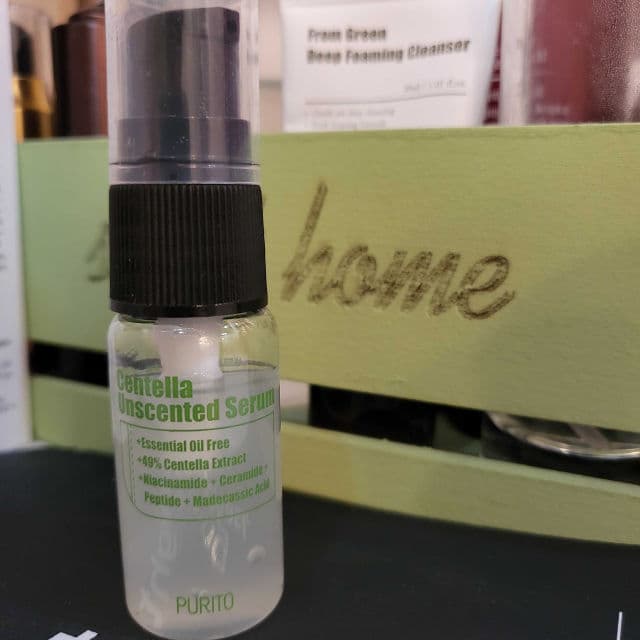 From Green
Deep Foaming Cleanser
home
Centella
Unscented Serum
+Essential Oil Free
+49% Centella Extract
+Niacinamide + Ceramide +
Peptide + Madecassic Acid
PURITO